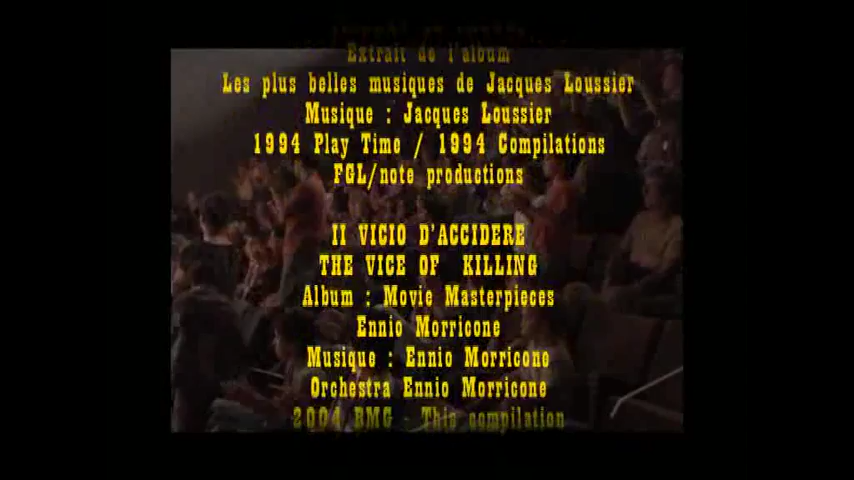 Extrait de l'album
Les plus belles musiques de Jacques Loussier
Musique : Jacques Loussier
1994 Play Time / 1994 Compilations
FGL/note productions
II VICIO D'ACCIDERE
THE VICE OF KILLING
Album : Movie Masterpieces
Ennio Morricone
Musique : Ennio Morricone
Orchestra Ennio Morricone
2004 BMG - This compilation